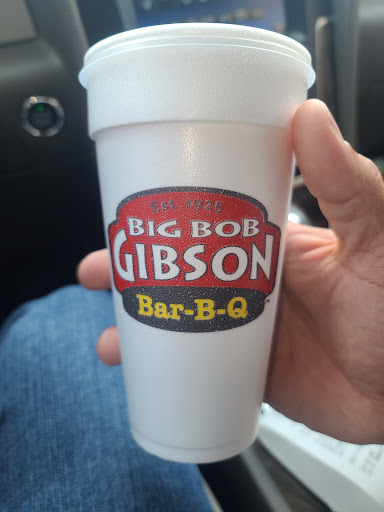 Est. 1925
BIG BOB
GIBSON
Bar-B-Q